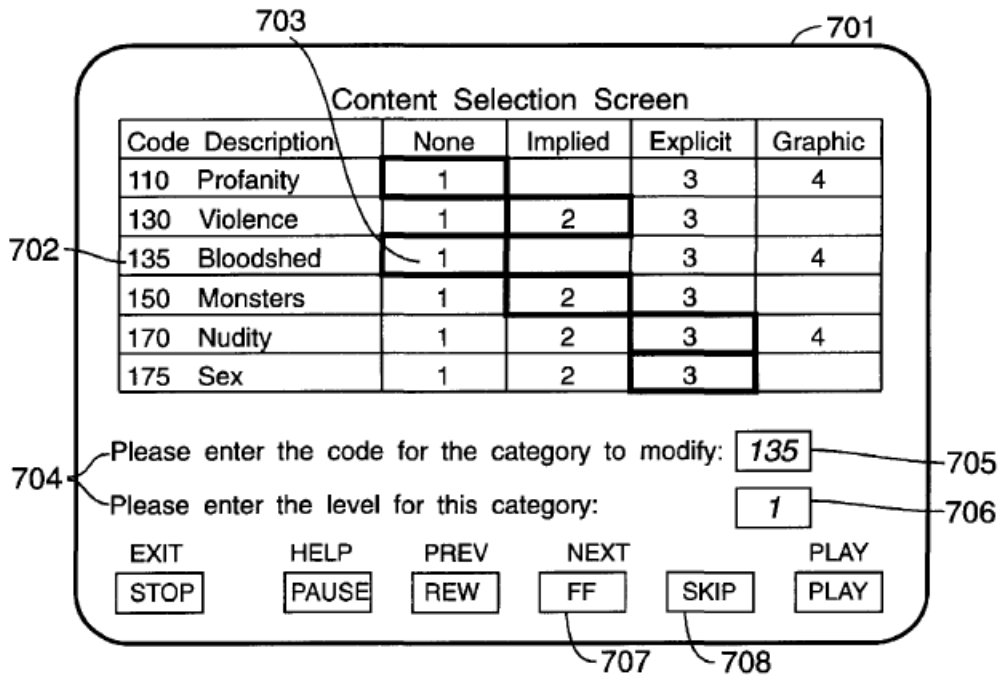 703
701
Content Selection Screen
Code Description None Implied Explicit Graphic
110 Profanity 1 3 4
130 Violence 1 2 3
702 135 Bloodshed 1 3 4
150 Monsters 1 2 3
170 Nudity 1 2 3 4
175 Sex 1 2 3
Please enter the code for the category to modify: 135 705
704
Please enter the level for this category: 1 706
EXIT HELP PREV NEXT PLAY
STOP PAUSE REW FF SKIP PLAY
707 708